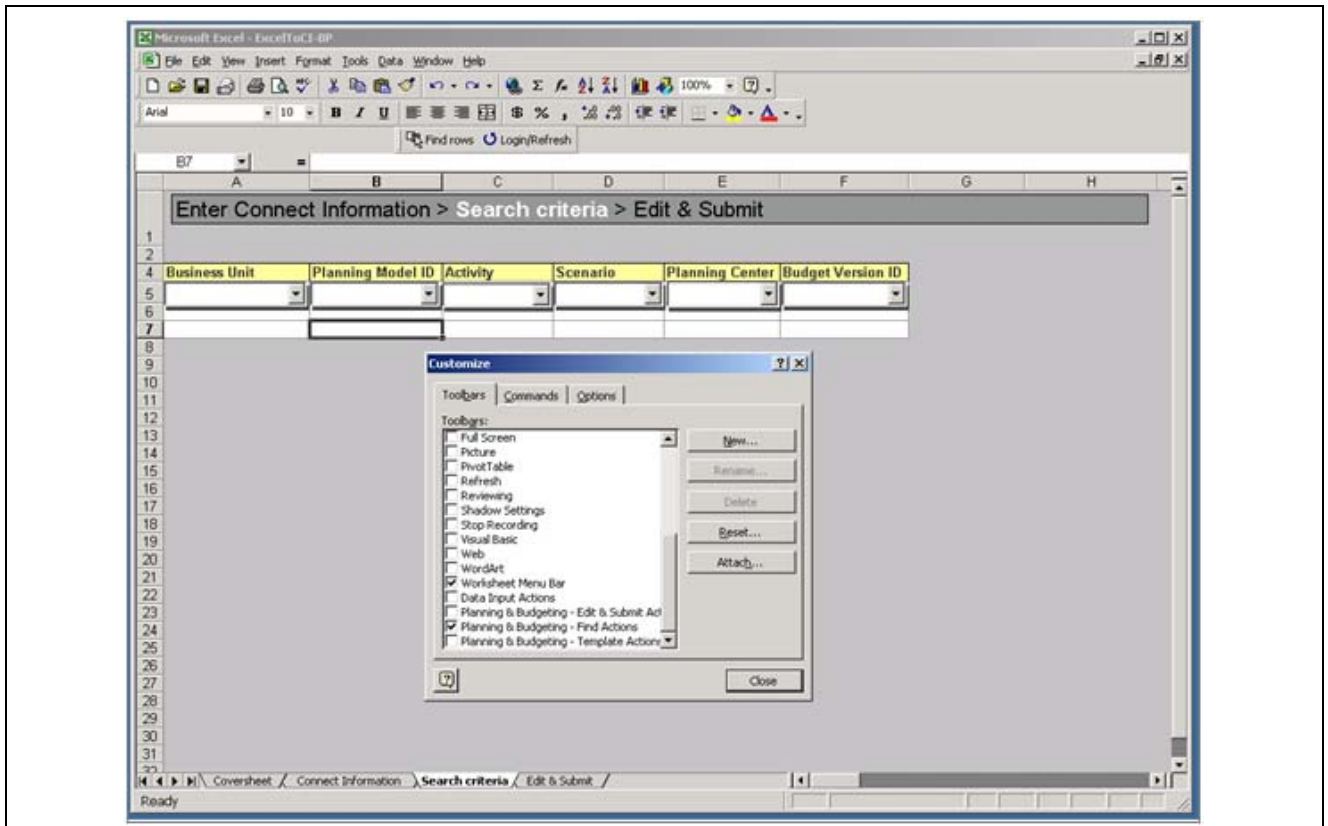 Microsoft Excel - ExcelToCI-BP
File Edit View Insert Format Tools Data Window Help
100%
Arial 10 B I U $ % ,
Find rows Login/Refresh
B7 =
A B C D E F G H
Enter Connect Information > Search criteria > Edit & Submit
1
2
4 Business Unit Planning Model ID Activity Scenario Planning Center Budget Version ID
5
6
7
8
9 Customize
10
11 Toolbars Commands Options
12 Toolbars:
13 Full Screen New...
14 Picture
15 PivotTable Rename...
16 Refresh
Reviewing
17 Shadow Settings Delete
18 Stop Recording
19 Visual Basic Reset...
20 Web
WordArt Attach...
21 Worksheet Menu Bar
22 Data Input Actions
23 Planning & Budgeting - Edit & Submit Act
24 Planning & Budgeting - Find Actions
25 Planning & Budgeting - Template Actions
26
27 Close
28
29
30
31
32
Coversheet Connect Information Search criteria Edit & Submit
Ready